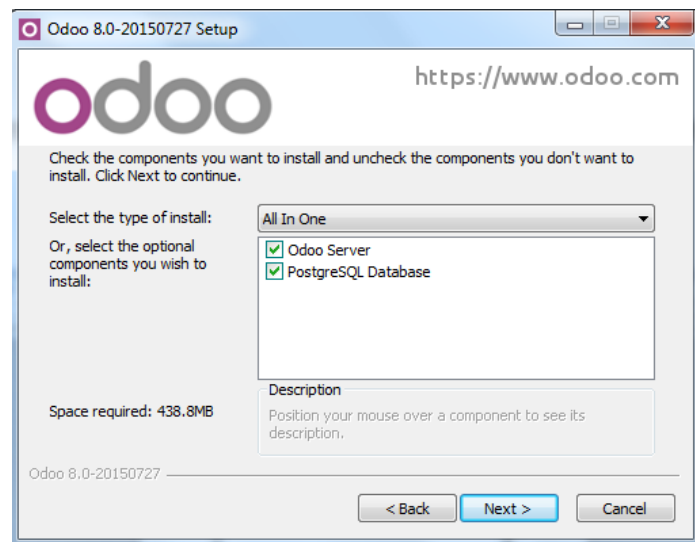 Odoo 8.0-20150727 Setup
odoo
https://www.odoo.com
Check the components you want to install and uncheck the components you don't want to
install. Click Next to continue.
Select the type of install:
All In One
Or, select the optional
components you wish to
install:
Odoo Server
PostgreSQL Database
Space required: 438.8MB
Description
Position your mouse over a component to see its
description.
Odoo 8.0-20150727
< Back
Next >
Cancel